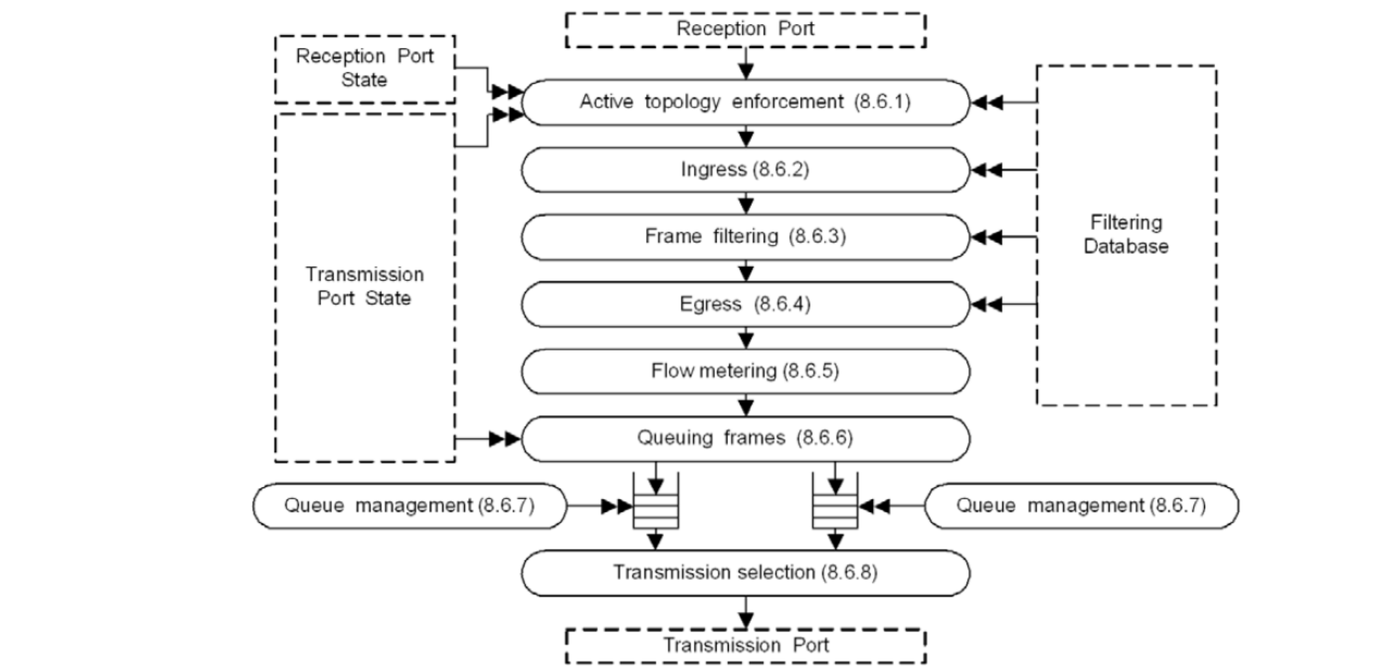 Reception Port
Reception Port
State
Active topology enforcement (8.6.1)
Ingress (8.6.2)
Frame filtering (8.6.3)
Filtering
Database
Transmission
Port State
Egress (8.6.4)
Flow metering (8.6.5)
Queuing frames (8.6.6)
Queue management (8.6.7)
Queue management (8.6.7)
Transmission selection (8.6.8)
Transmission Port